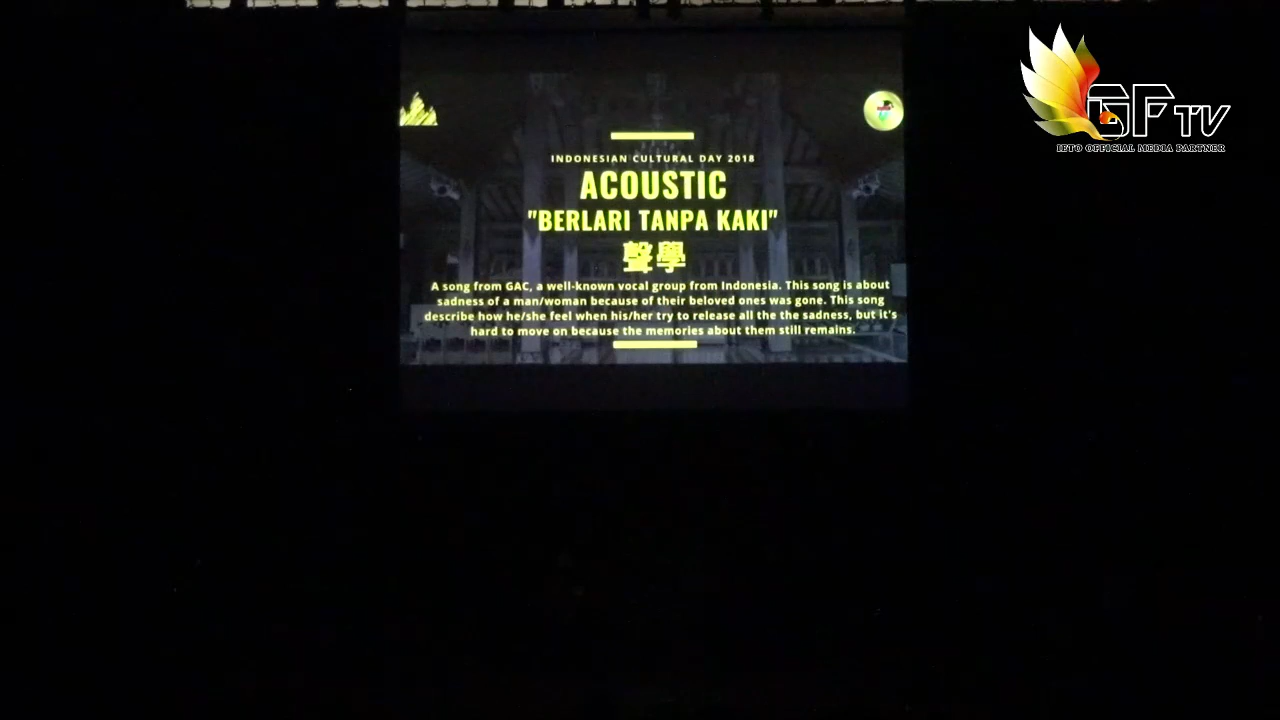 GF TV
IETO OFFICIAL MEDIA PARTNER
INDONESIAN CULTURAL DAY 2018
ACOUSTIC
"BERLARI TANPA KAKI"
A song from GAC, a well-known vocal group from Indonesia. This song is about
sadness of a man/woman because of their beloved ones was gone. This song
describe how he/she feel when his/her try to release all the the sadness, but it's
hard to move on because the memories about them still remains.